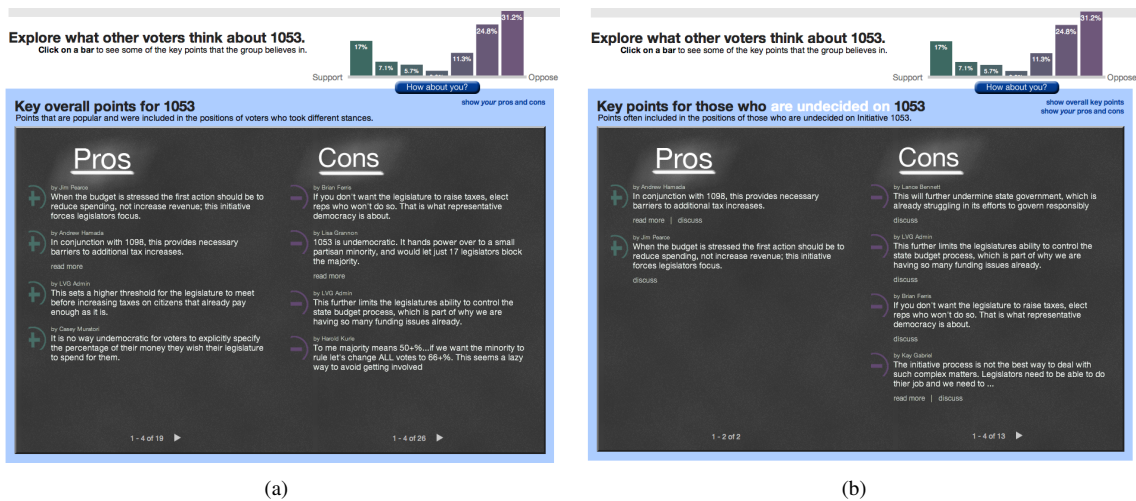 Explore what other voters think about 1053.
Click on a bar to see some of the key points that the group believes in.
17%
7.1%
5.7%
11.3%
24.8%
31.2%
Support
Oppose
How about you?
Key overall points for 1053
show your pros and cons
Points that are popular and were included in the positions of voters who took different stances.
Pros
by Jim Pearce
When the budget is stressed the first action should be to
reduce spending, not increase revenue; this initiative
forces legislators focus.
by Andrew Hamada
In conjunction with 1098, this provides necessary
barriers to additional tax increases.
read more
by LVG Admin
This sets a higher threshold for the legislature to meet
before increasing taxes on citizens that already pay
enough as it is.
by Casey Muratori
It is no way undemocratic for voters to explicitly specify
the percentage of their money they wish their legislature
to spend for them.
1 - 4 of 19
Cons
by Brian Ferris
If you don't want the legislature to raise taxes, elect
reps who won't do so. That is what representative
democracy is about.
by Lisa Grannon
1053 is undemocratic. It hands power over to a small
partisan minority, and would let just 17 legislators block
the majority.
read more
by LVG Admin
This further limits the legislatures ability to control the
state budget process, which is part of why we are
having so many funding issues already.
by Harold Kurle
To me majority means 50+%...if we want the minority to
rule let's change ALL votes to 66+%. This seems a lazy
way to avoid getting involved
1 - 4 of 26
(a)
Explore what other voters think about 1053.
Click on a bar to see some of the key points that the group believes in.
17%
7.1%
5.7%
11.3%
24.8%
31.2%
Support
Oppose
How about you?
Key points for those who are undecided on 1053
show overall key points
show your pros and cons
Points often included in the positions of those who are undecided on Initiative 1053.
Pros
by Andrew Hamada
In conjunction with 1098, this provides necessary
barriers to additional tax increases.
read more | discuss
by Jim Pearce
When the budget is stressed the first action should be to
reduce spending, not increase revenue; this initiative
forces legislators focus.
discuss
1 - 2 of 2
Cons
by Lance Bennett
This will further undermine state government, which is
already struggling in its efforts to govern responsibly
discuss
by LVG Admin
This further limits the legislatures ability to control the
state budget process, which is part of why we are
having so many funding issues already.
discuss
by Brian Ferris
If you don't want the legislature to raise taxes, elect
reps who won't do so. That is what representative
democracy is about.
discuss
by Kay Gabriel
The initiative process is not the best way to deal with
such complex matters. Legislators need to be able to do
thier job and we need to ...
read more | discuss
1 - 4 of 13
(b)